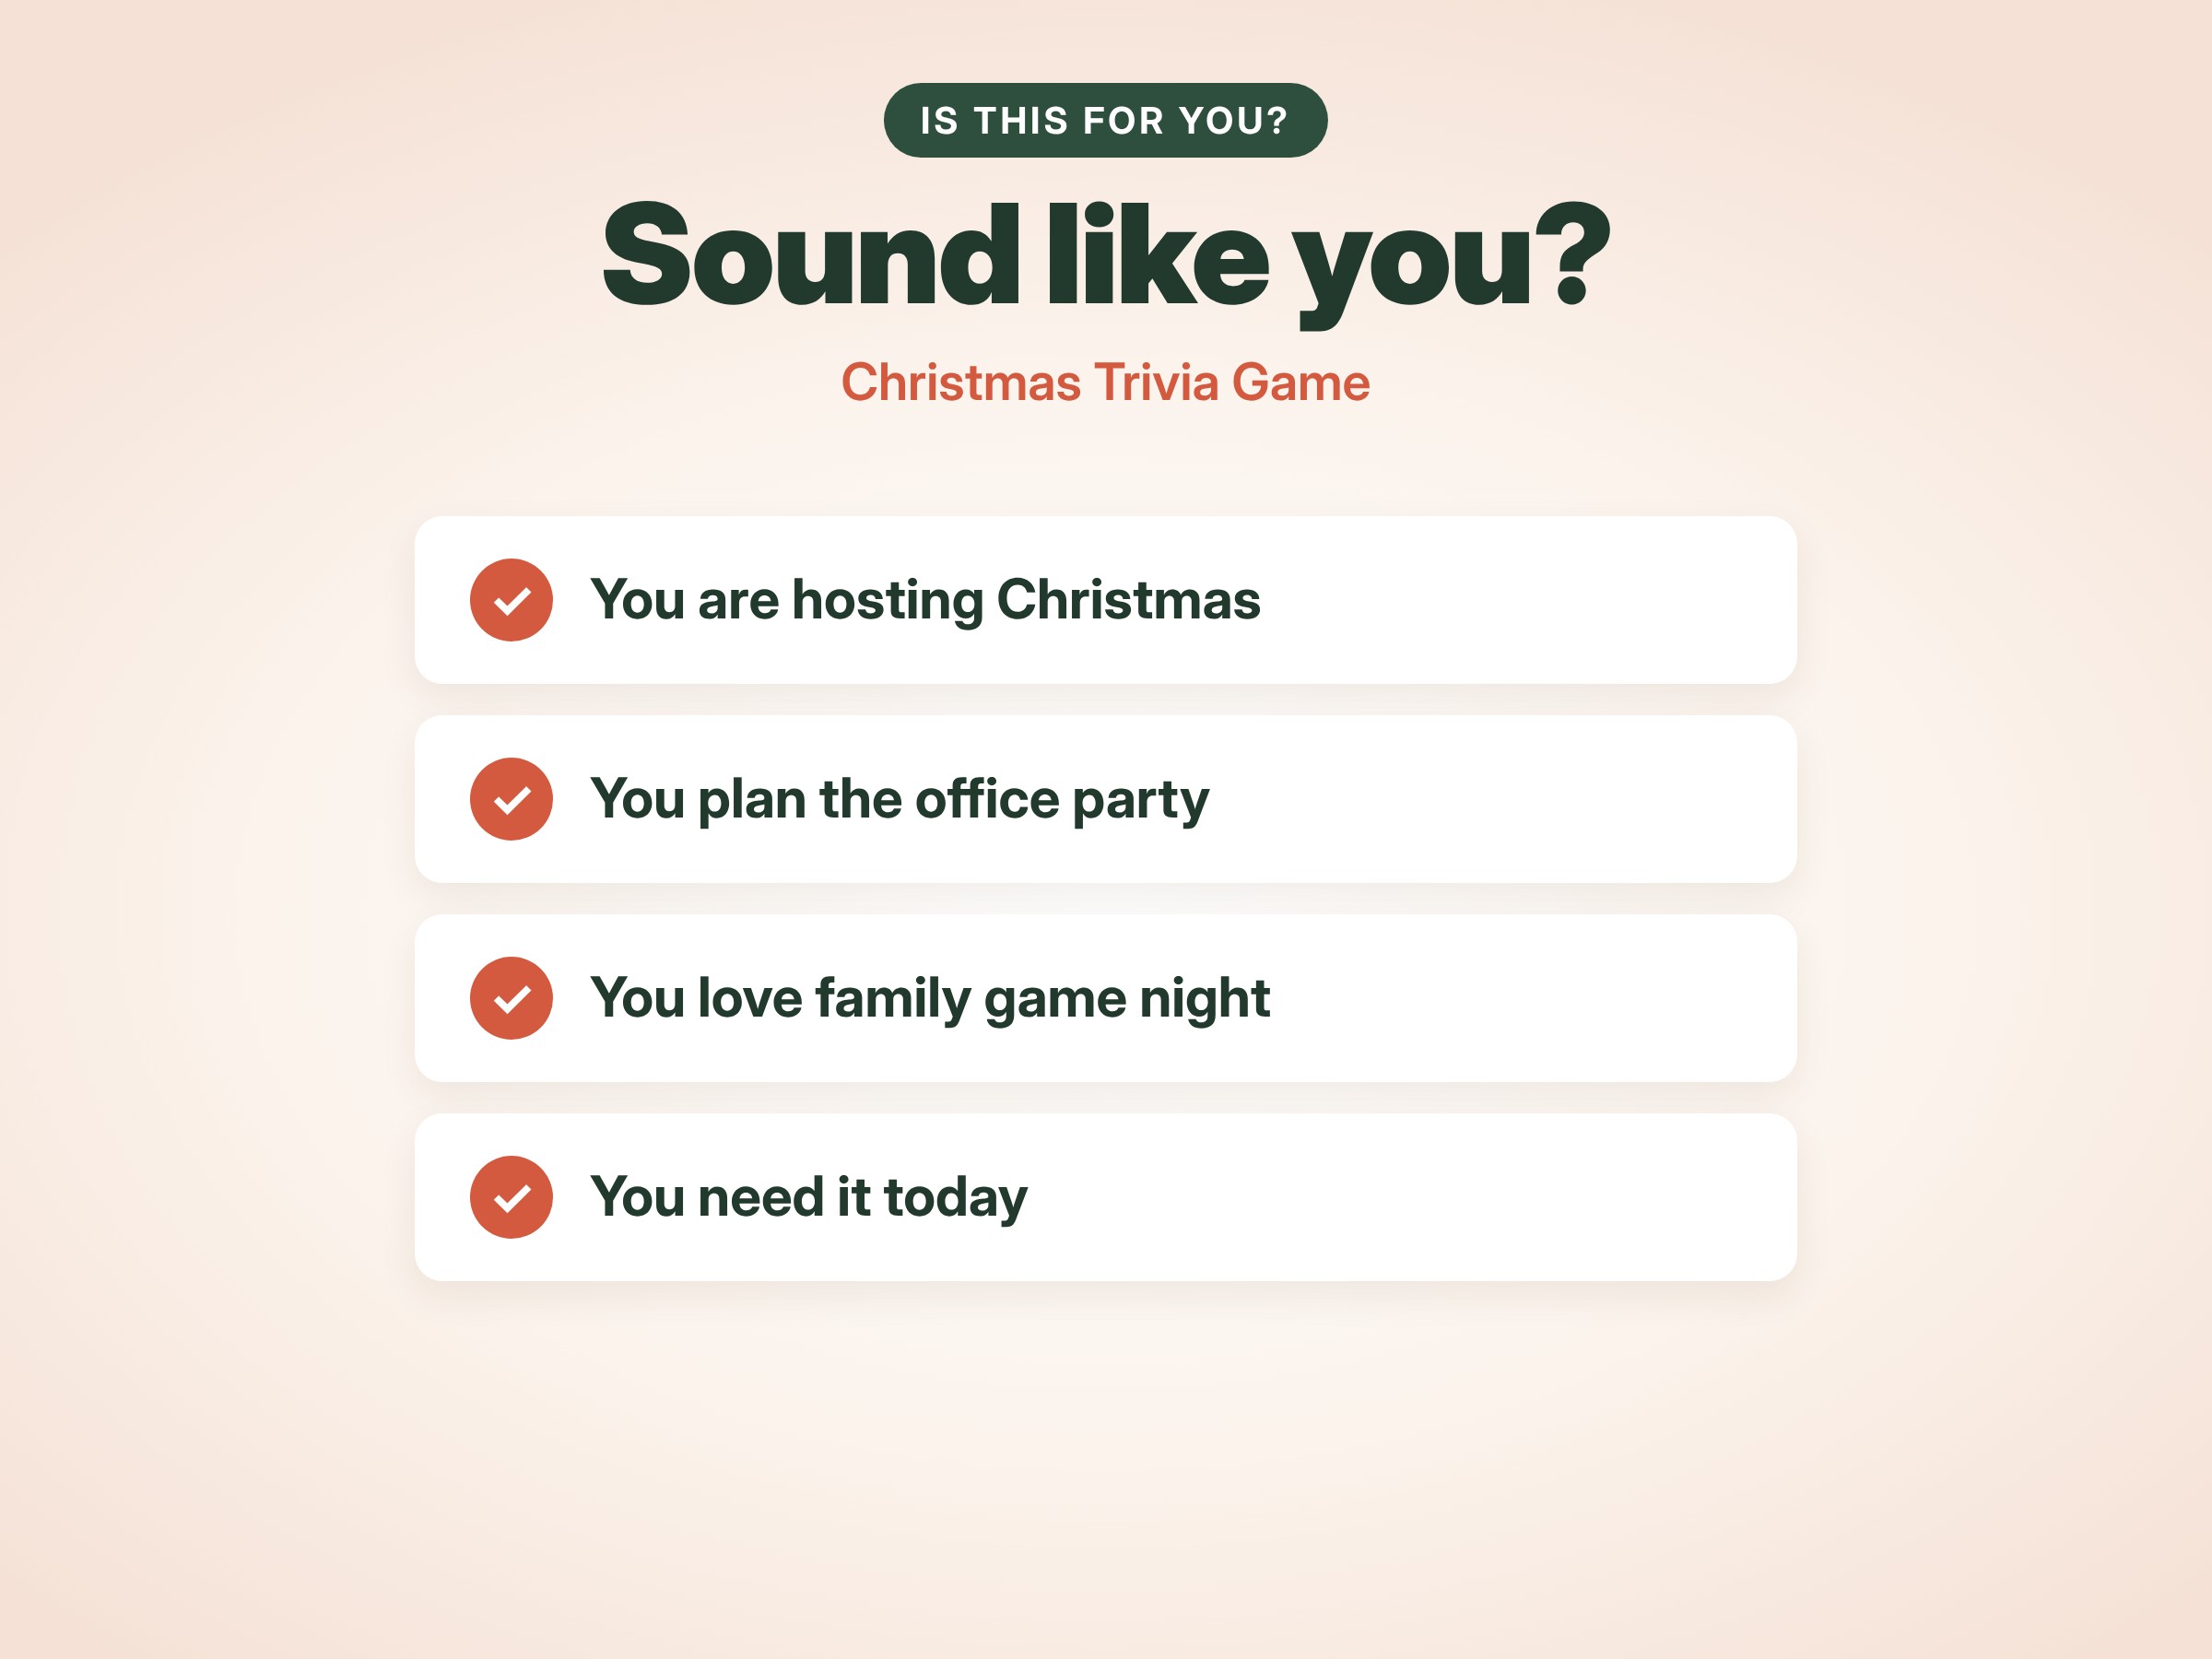 IS THIS FOR YOU?
Sound like you?
Christmas Trivia Game
You are hosting Christmas
You plan the office party
You love family game night
You need it today